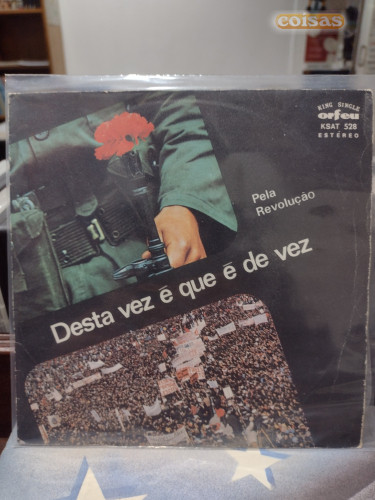 coisas
KING SINGLE
orfeu
KSAT 528
ESTÉREO
Pela
Revolução
Desta vez é que é de vez